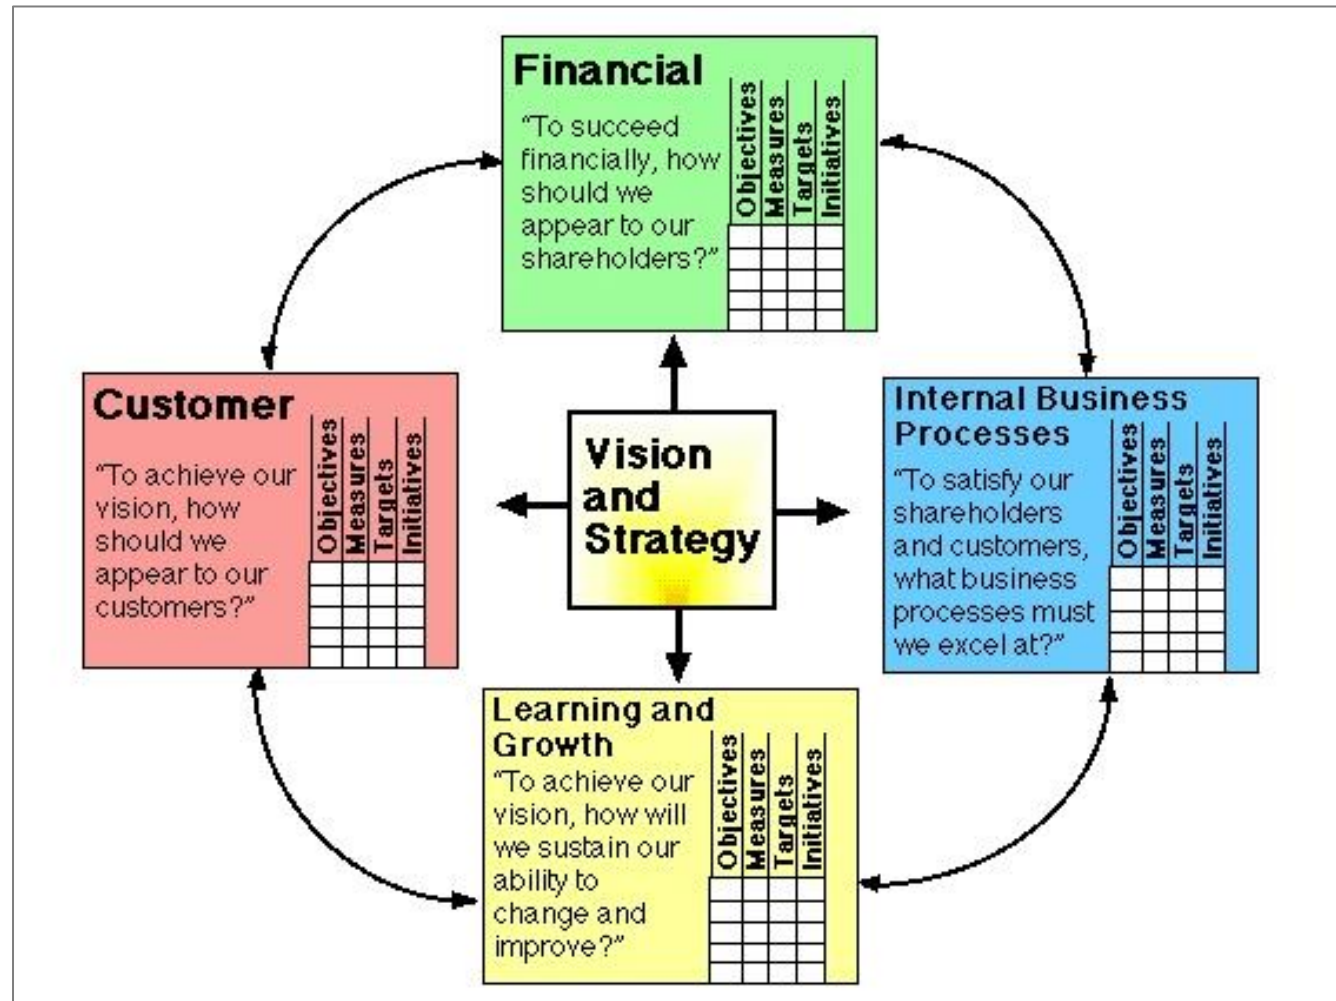 Financial
“To succeed
financially, how
should we
appear to our
shareholders?”
Objectives
Measures
Targets
Initiatives
Customer
“To achieve our
vision, how
should we
appear to our
customers?”
Objectives
Measures
Targets
Initiatives
Vision
and
Strategy
Internal Business
Processes
“To satisfy our
shareholders
and customers,
what business
processes must
we excel at?”
Objectives
Measures
Targets
Initiatives
Learning and
Growth
“To achieve our
vision, how will
we sustain our
ability to
change and
improve?”
Objectives
Measures
Targets
Initiatives